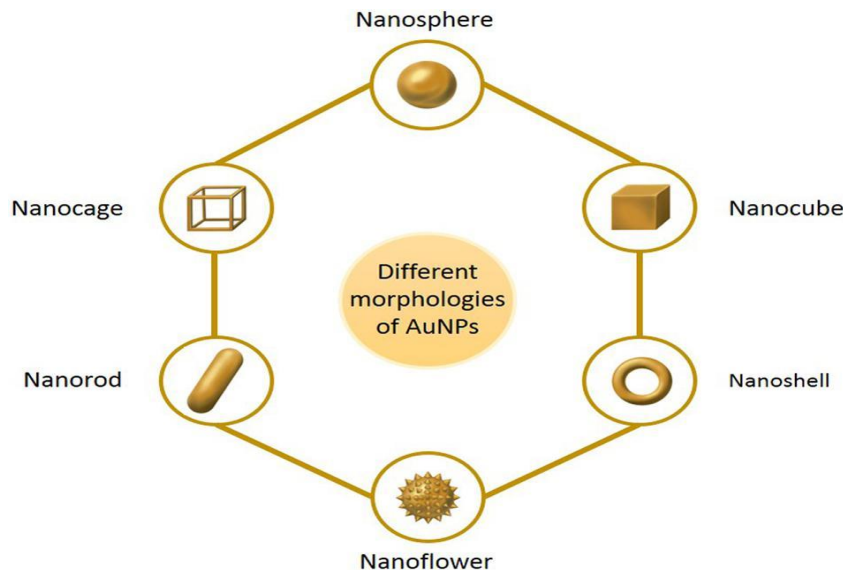 Nanosphere
Nanocage
Nanocube
Different
morphologies
of AuNPs
Nanorod
Nanoshell
Nanoflower